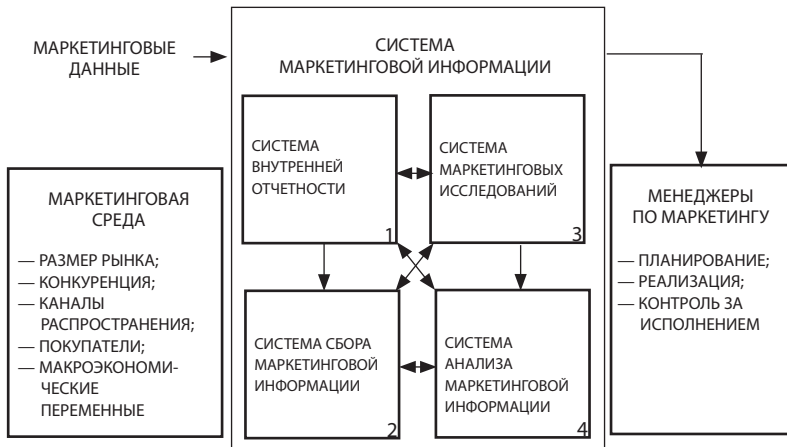 МАРКЕТИНГОВЫЕ
ДАННЫЕ
СИСТЕМА
МАРКЕТИНГОВОЙ ИНФОРМАЦИИ
МАРКЕТИНГОВАЯ
СРЕДА
— РАЗМЕР РЫНКА;
— КОНКУРЕНЦИЯ;
— КАНАЛЫ
РАСПРОСТРАНЕНИЯ;
— ПОКУПАТЕЛИ;
— МАКРОЭКОНОМИ-
ЧЕСКИЕ
ПЕРЕМЕННЫЕ
СИСТЕМА
ВНУТРЕННЕЙ
ОТЧЕТНОСТИ
1
СИСТЕМА
МАРКЕТИНГОВЫХ
ИССЛЕДОВАНИЙ
3
СИСТЕМА СБОРА
МАРКЕТИНГОВОЙ
ИНФОРМАЦИИ
2
СИСТЕМА
АНАЛИЗА
МАРКЕТИНГОВОЙ
ИНФОРМАЦИИ
4
МЕНЕДЖЕРЫ
ПО МАРКЕТИНГУ
— ПЛАНИРОВАНИЕ;
— РЕАЛИЗАЦИЯ;
— КОНТРОЛЬ ЗА
ИСПОЛНЕНИЕМ